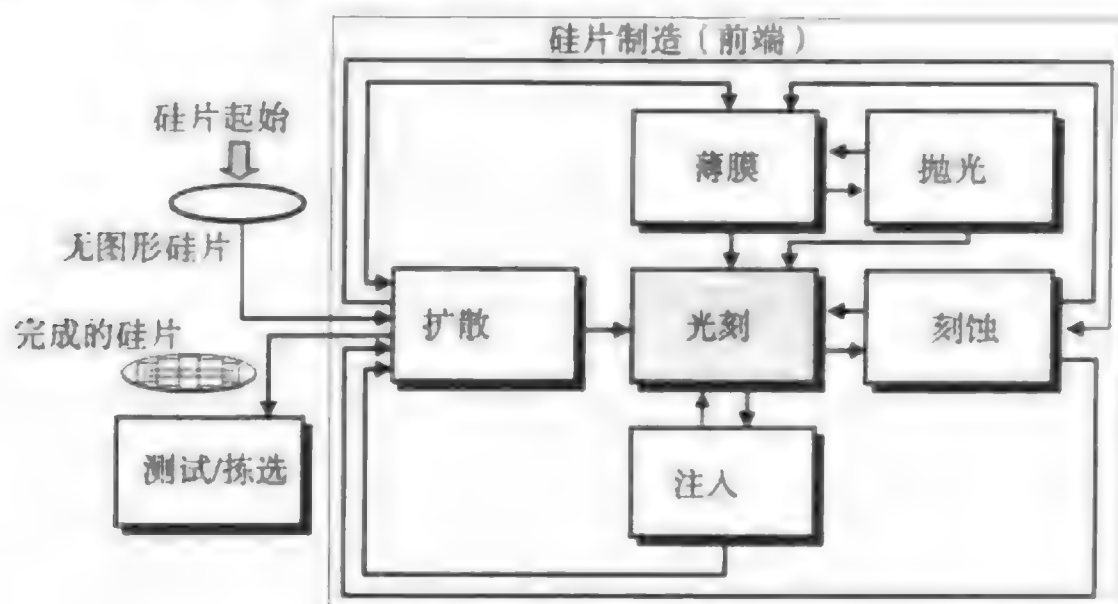 硅片制造（前端）
硅片起始
薄膜
抛光
无图形硅片
扩散
光刻
刻蚀
完成的硅片
测试/拣选
注入